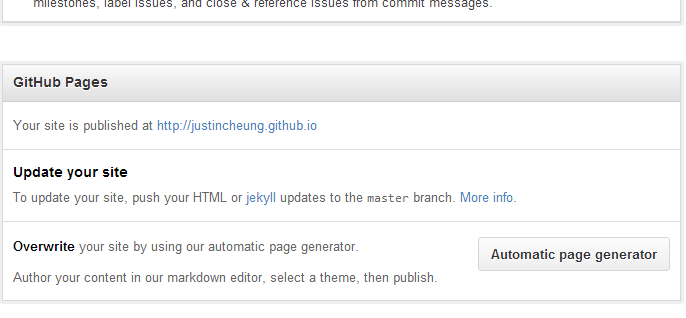 milestones, label issues, and close & reference issues from commit messages.
GitHub Pages
Your site is published at http://justincheung.github.io
Update your site
To update your site, push your HTML or jekyll updates to the master branch. More info.
Overwrite your site by using our automatic page generator.
Automatic page generator
Author your content in our markdown editor, select a theme, then publish.